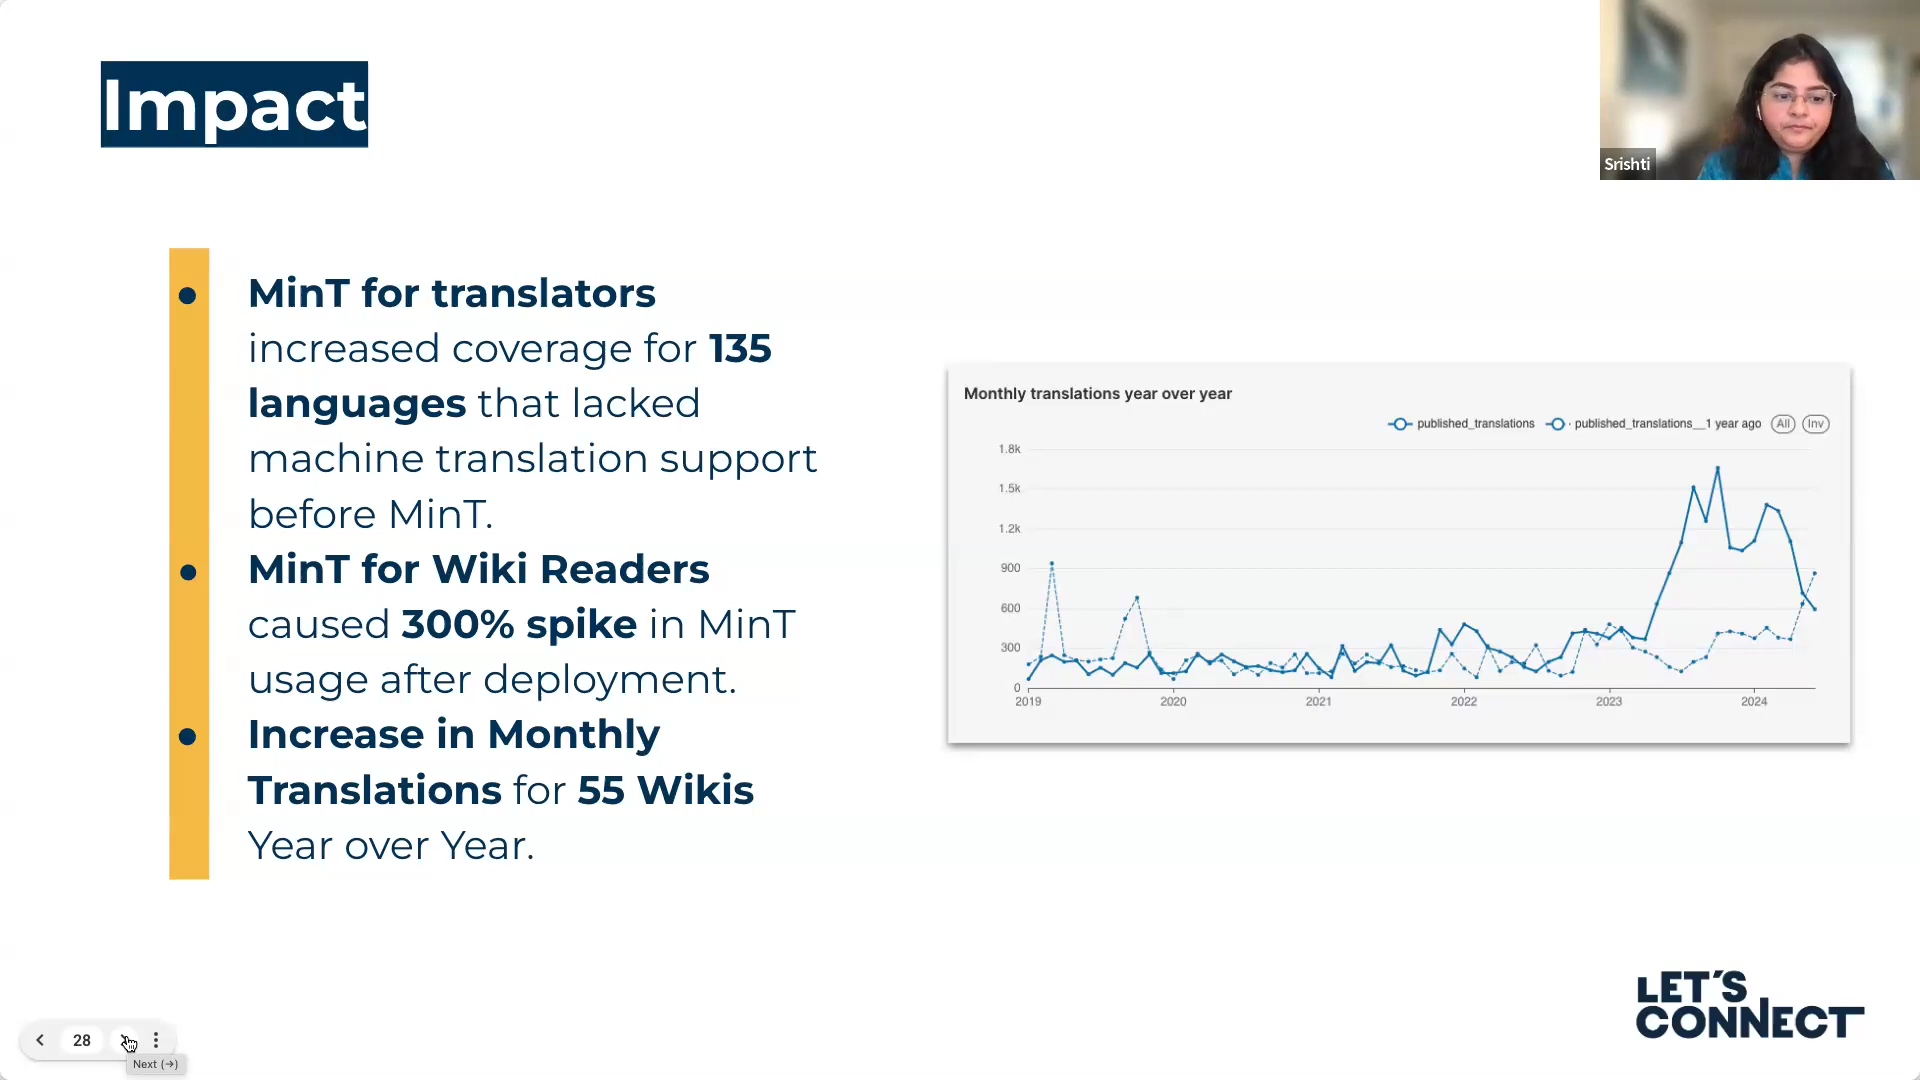 Impact
Srishti
● MinT for translators
increased coverage for 135
languages that lacked
machine translation support
before MinT.
● MinT for Wiki Readers
caused 300% spike in MinT
usage after deployment.
● Increase in Monthly
Translations for 55 Wikis
Year over Year.
Monthly translations year over year
published_translations published_translations__1 year ago All Inv
1.8k
1.5k
1.2k
900
600
300
0
2019 2020 2021 2022 2023 2024
LET'S
CONNECT
28
Next (→)